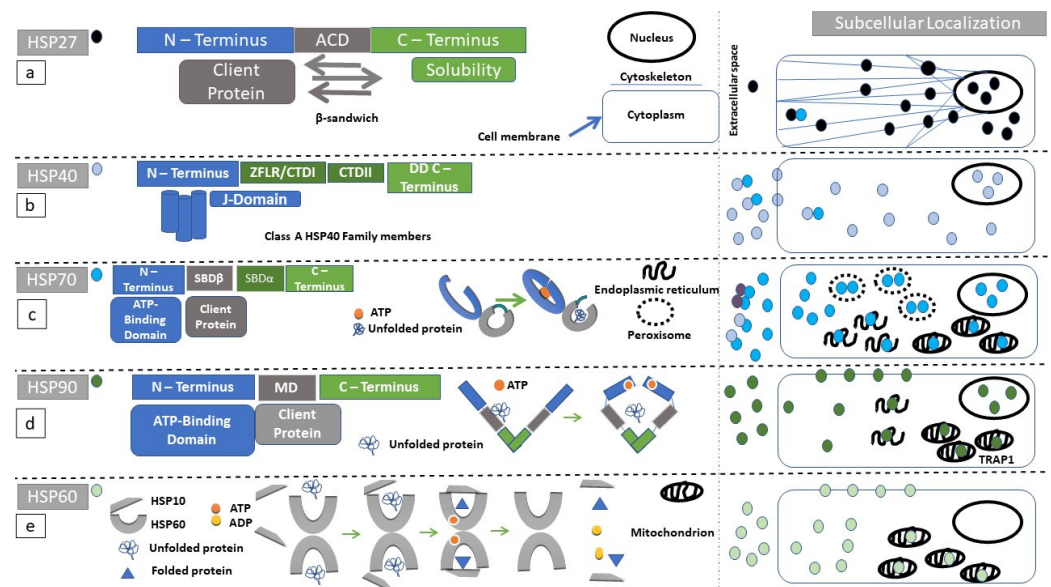 Subcellular Localization
HSP27
a
N – Terminus
ACD
C – Terminus
Client
Protein
Solubility
β-sandwich
Nucleus
Cytoskeleton
Cytoplasm
Cell membrane
Extracellular space
HSP40
b
N – Terminus
ZFLR/CTDI
CTDII
DD C –
Terminus
J-Domain
Class A HSP40 Family members
HSP70
c
N –
Terminus
SBDβ
SBDα
C –
Terminus
ATP-
Binding
Domain
Client
Protein
ATP
Unfolded protein
Endoplasmic reticulum
Peroxisome
HSP90
d
N – Terminus
MD
C – Terminus
ATP-Binding
Domain
Client
Protein
Unfolded protein
ATP
TRAP1
HSP60
e
HSP10
HSP60
ATP
ADP
Unfolded protein
Folded protein
Mitochondrion